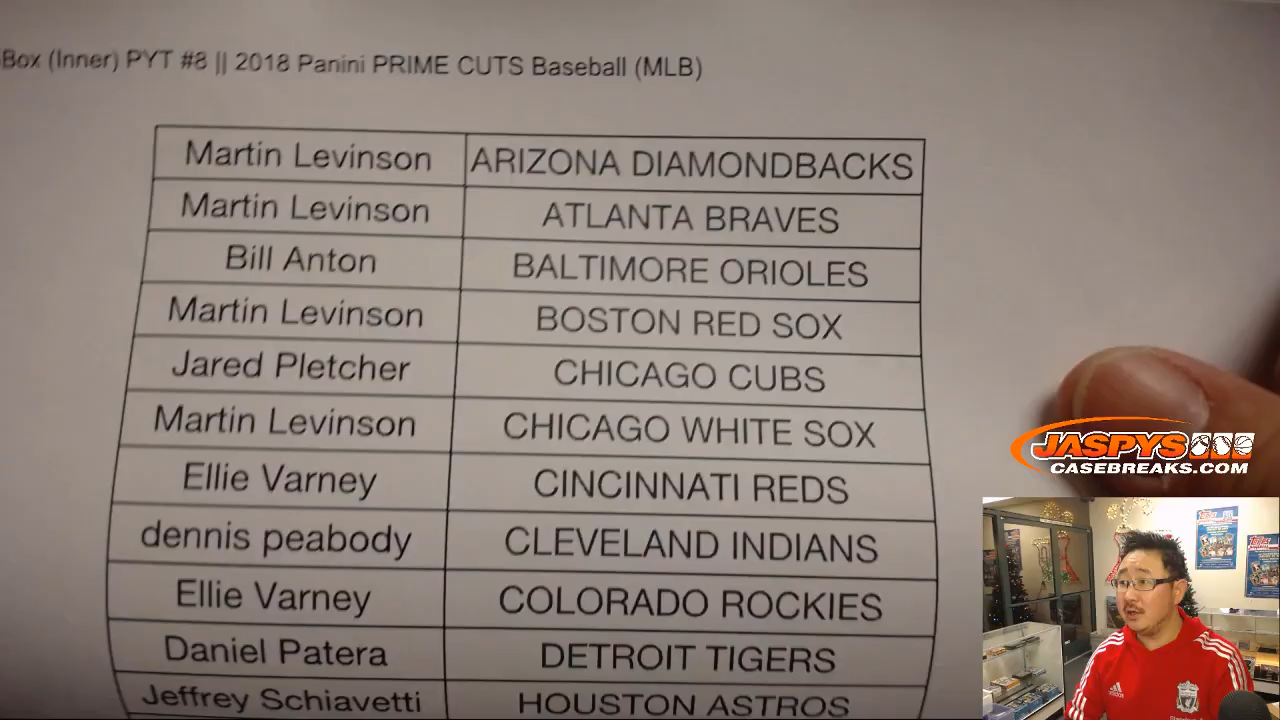 Box (Inner) PYT #8 || 2018 Panini PRIME CUTS Baseball (MLB)
Martin Levinson ARIZONA DIAMONDBACKS
Martin Levinson ATLANTA BRAVES
Bill Anton BALTIMORE ORIOLES
Martin Levinson BOSTON RED SOX
Jared Pletcher CHICAGO CUBS
Martin Levinson CHICAGO WHITE SOX
Ellie Varney CINCINNATI REDS
dennis peabody CLEVELAND INDIANS
Ellie Varney COLORADO ROCKIES
Daniel Patera DETROIT TIGERS
Jeffrey Schiavetti HOUSTON ASTROS
JASPYS
CASEBREAKS.COM
Topps
Topps
adidas